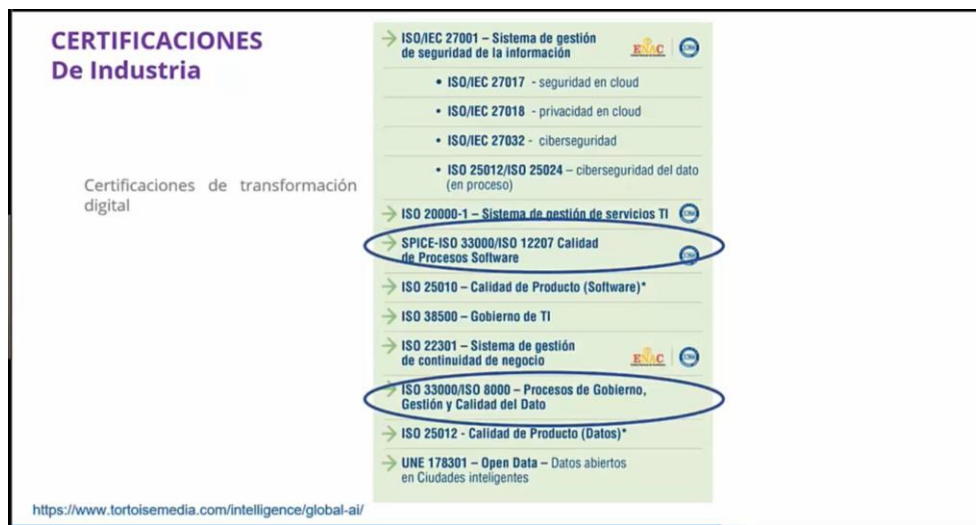 CERTIFICACIONES
De Industria
Certificaciones de transformación
digital
ISO/IEC 27001 – Sistema de gestión
de seguridad de la información
ENAC
• ISO/IEC 27017 - seguridad en cloud
• ISO/IEC 27018 - privacidad en cloud
• ISO/IEC 27032 - ciberseguridad
• ISO 25012/ISO 25024 – ciberseguridad del dato
(en proceso)
ISO 20000-1 – Sistema de gestión de servicios TI
SPICE-ISO 33000/ISO 12207 Calidad
de Procesos Software
ISO 25010 – Calidad de Producto (Software)*
ISO 38500 – Gobierno de TI
ISO 22301 – Sistema de gestión
de continuidad de negocio
ENAC
ISO 33000/ISO 8000 – Procesos de Gobierno,
Gestión y Calidad del Dato
ISO 25012 - Calidad de Producto (Datos)*
UNE 178301 – Open Data – Datos abiertos
en Ciudades inteligentes
https://www.tortoisemedia.com/intelligence/global-ai/